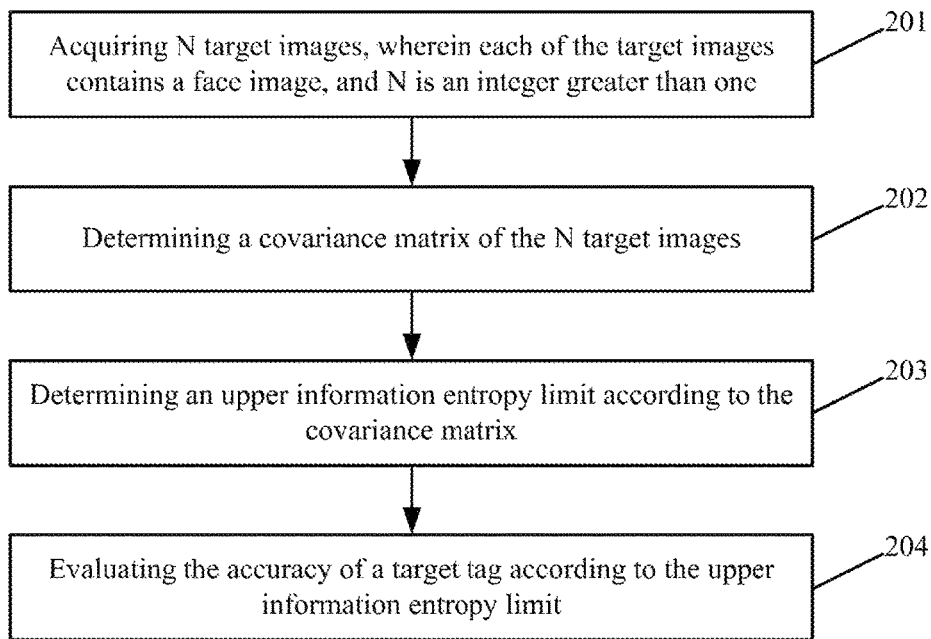 201
Acquiring N target images, wherein each of the target images
contains a face image, and N is an integer greater than one
202
Determining a covariance matrix of the N target images
203
Determining an upper information entropy limit according to the
covariance matrix
204
Evaluating the accuracy of a target tag according to the upper
information entropy limit